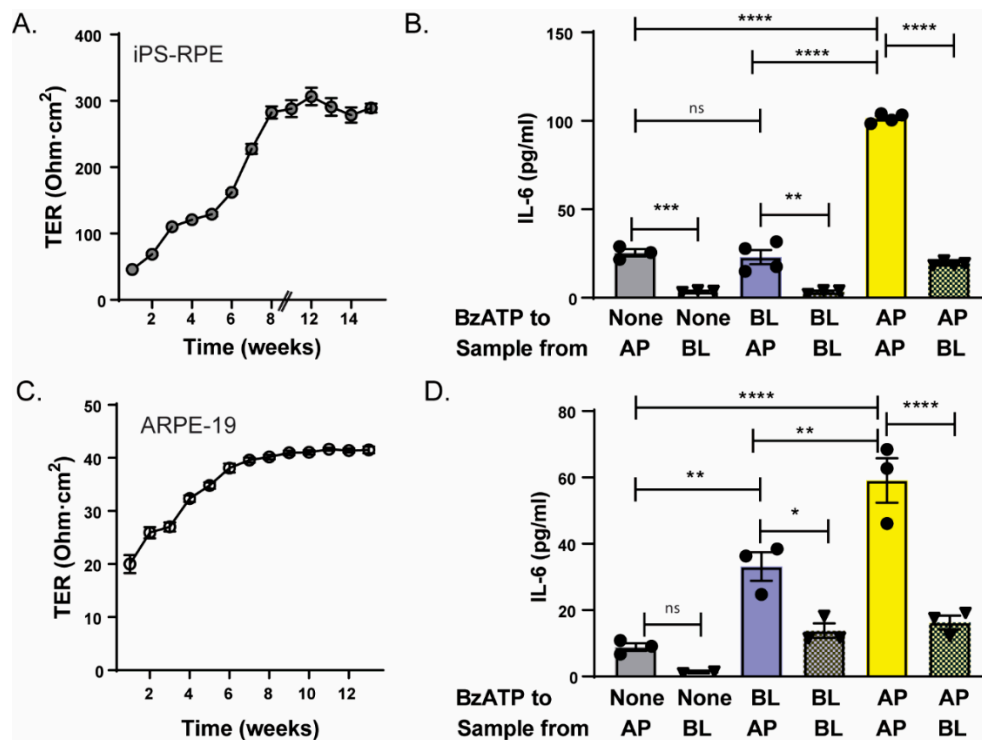 A.
iPS-RPE
TER (Ohm·cm²)
400
300
200
100
0
2 4 6 8 12 14
Time (weeks)
B.
****
****
****
ns
***
**
IL-6 (pg/ml)
150
100
50
0
BzATP to None None BL BL AP AP
Sample from AP BL AP BL AP BL
C.
ARPE-19
TER (Ohm·cm²)
50
40
30
20
10
0
2 4 6 8 10 12
Time (weeks)
D.
****
****
**
**
*
ns
IL-6 (pg/ml)
80
60
40
20
0
BzATP to None None BL BL AP AP
Sample from AP BL AP BL AP BL